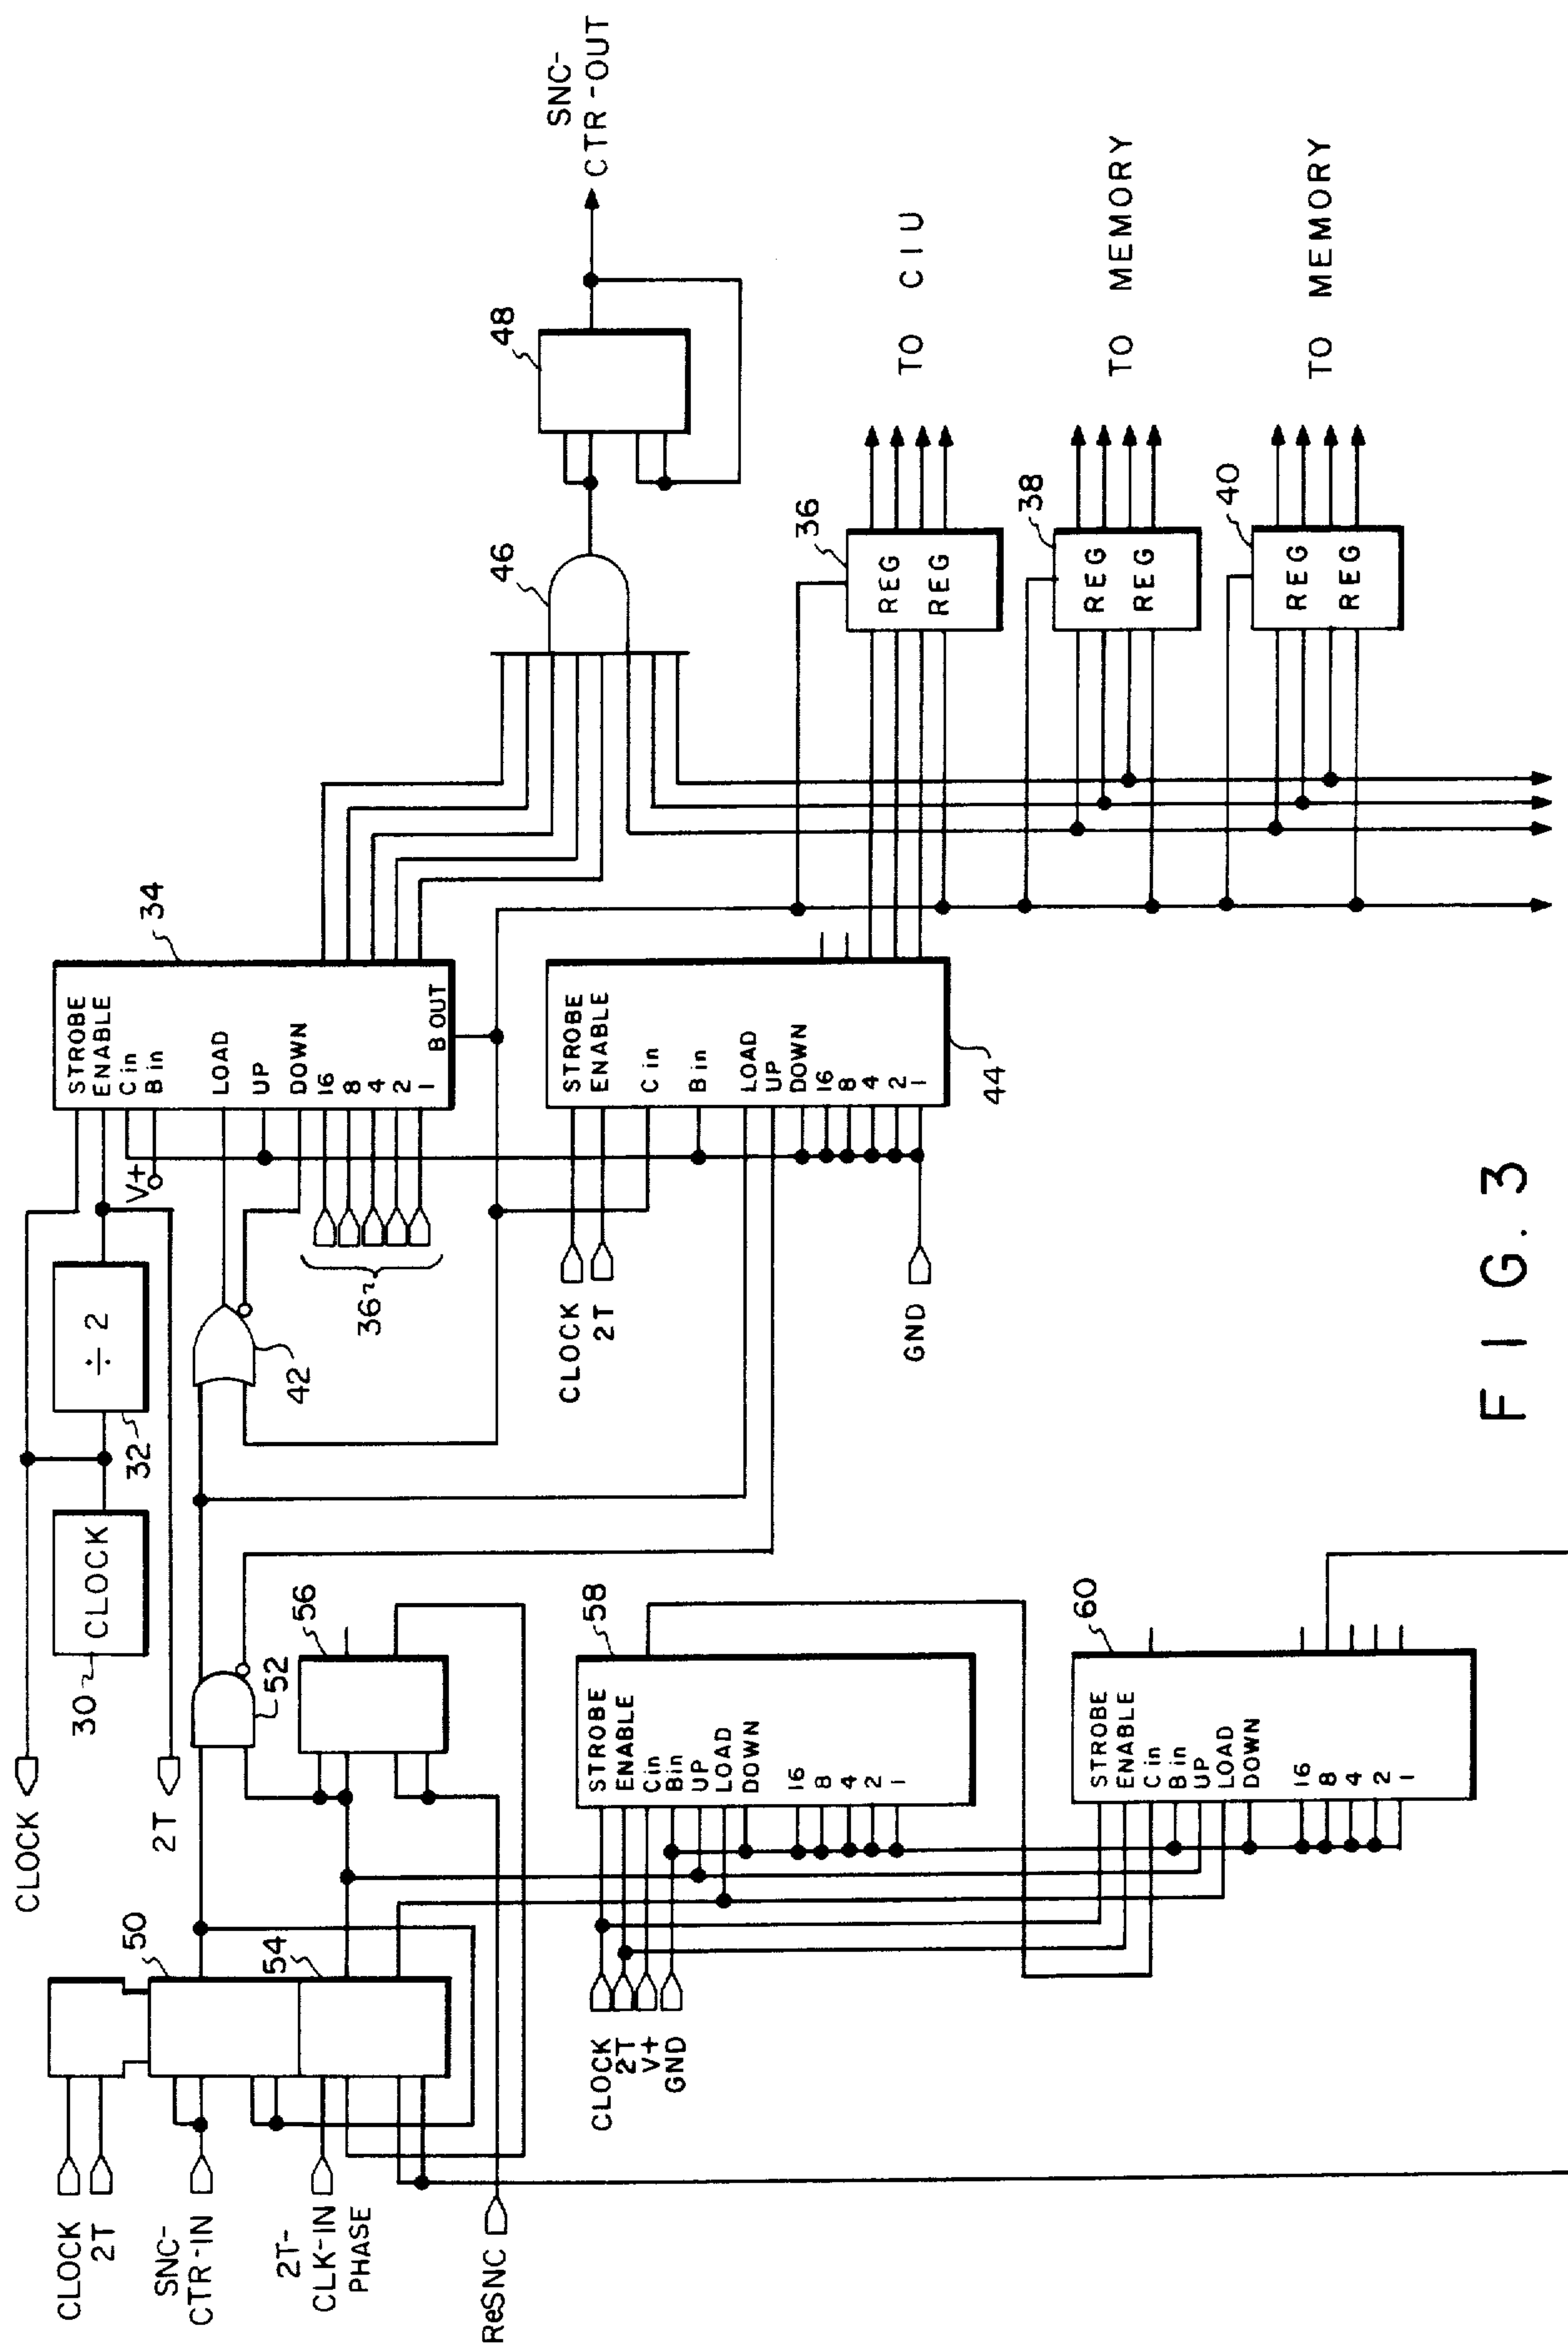 CLOCK
2T
SNC-
CTR-IN
2T-
CLK-IN
PHASE
ReSNC
50
54
CLOCK
2T
30
CLOCK
32
÷ 2
52
56
42
V+
36
34
STROBE
ENABLE
C in
B in
LOAD
UP
DOWN
16
8
4
2
1
B OUT
CLOCK
2T
GND
44
STROBE
ENABLE
C in
B in
LOAD
UP
DOWN
16
8
4
2
1
46
48
SNC-
CTR-OUT
36
REG
REG
TO CIU
38
REG
REG
TO MEMORY
40
REG
REG
TO MEMORY
CLOCK
2T
V+
GND
58
STROBE
ENABLE
Cin
Bin
UP
LOAD
DOWN
16
8
4
2
1
60
STROBE
ENABLE
C in
B in
UP
LOAD
DOWN
16
8
4
2
1
FIG. 3